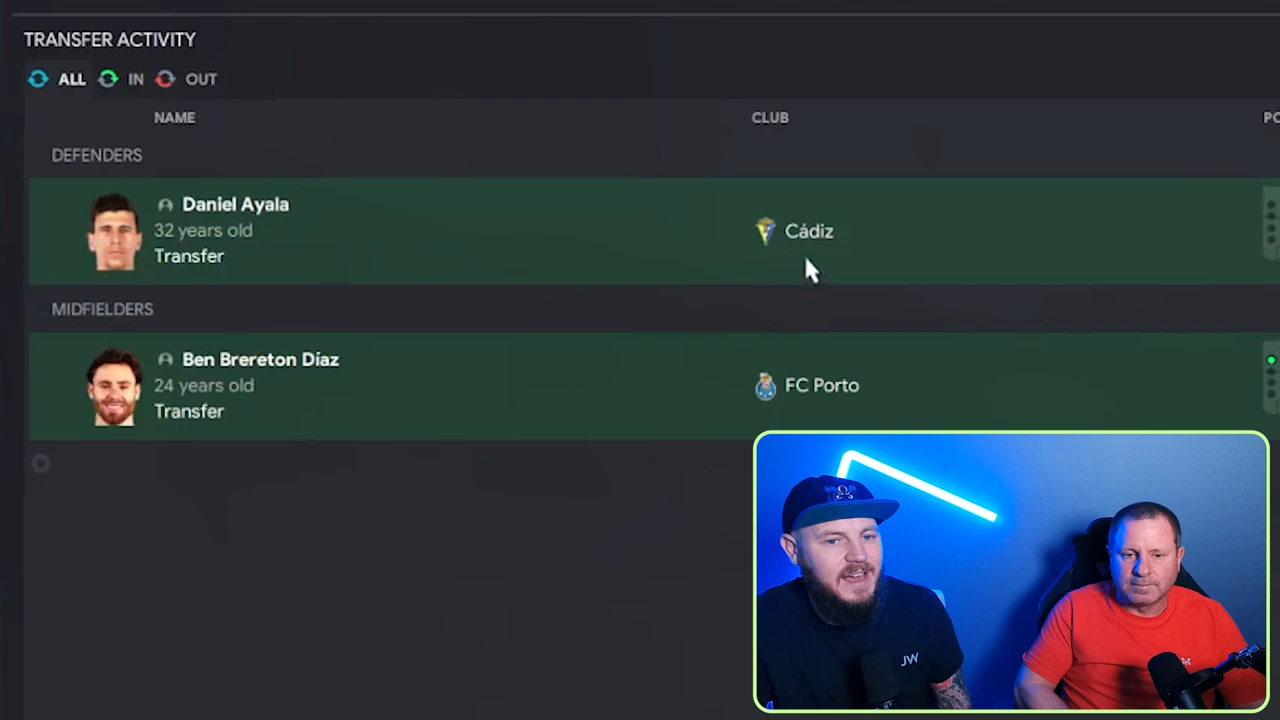 TRANSFER ACTIVITY
ALL IN OUT
NAME CLUB
DEFENDERS
Daniel Ayala
32 years old
Transfer
Cádiz
MIDFIELDERS
Ben Brereton Díaz
24 years old
Transfer
FC Porto
JW